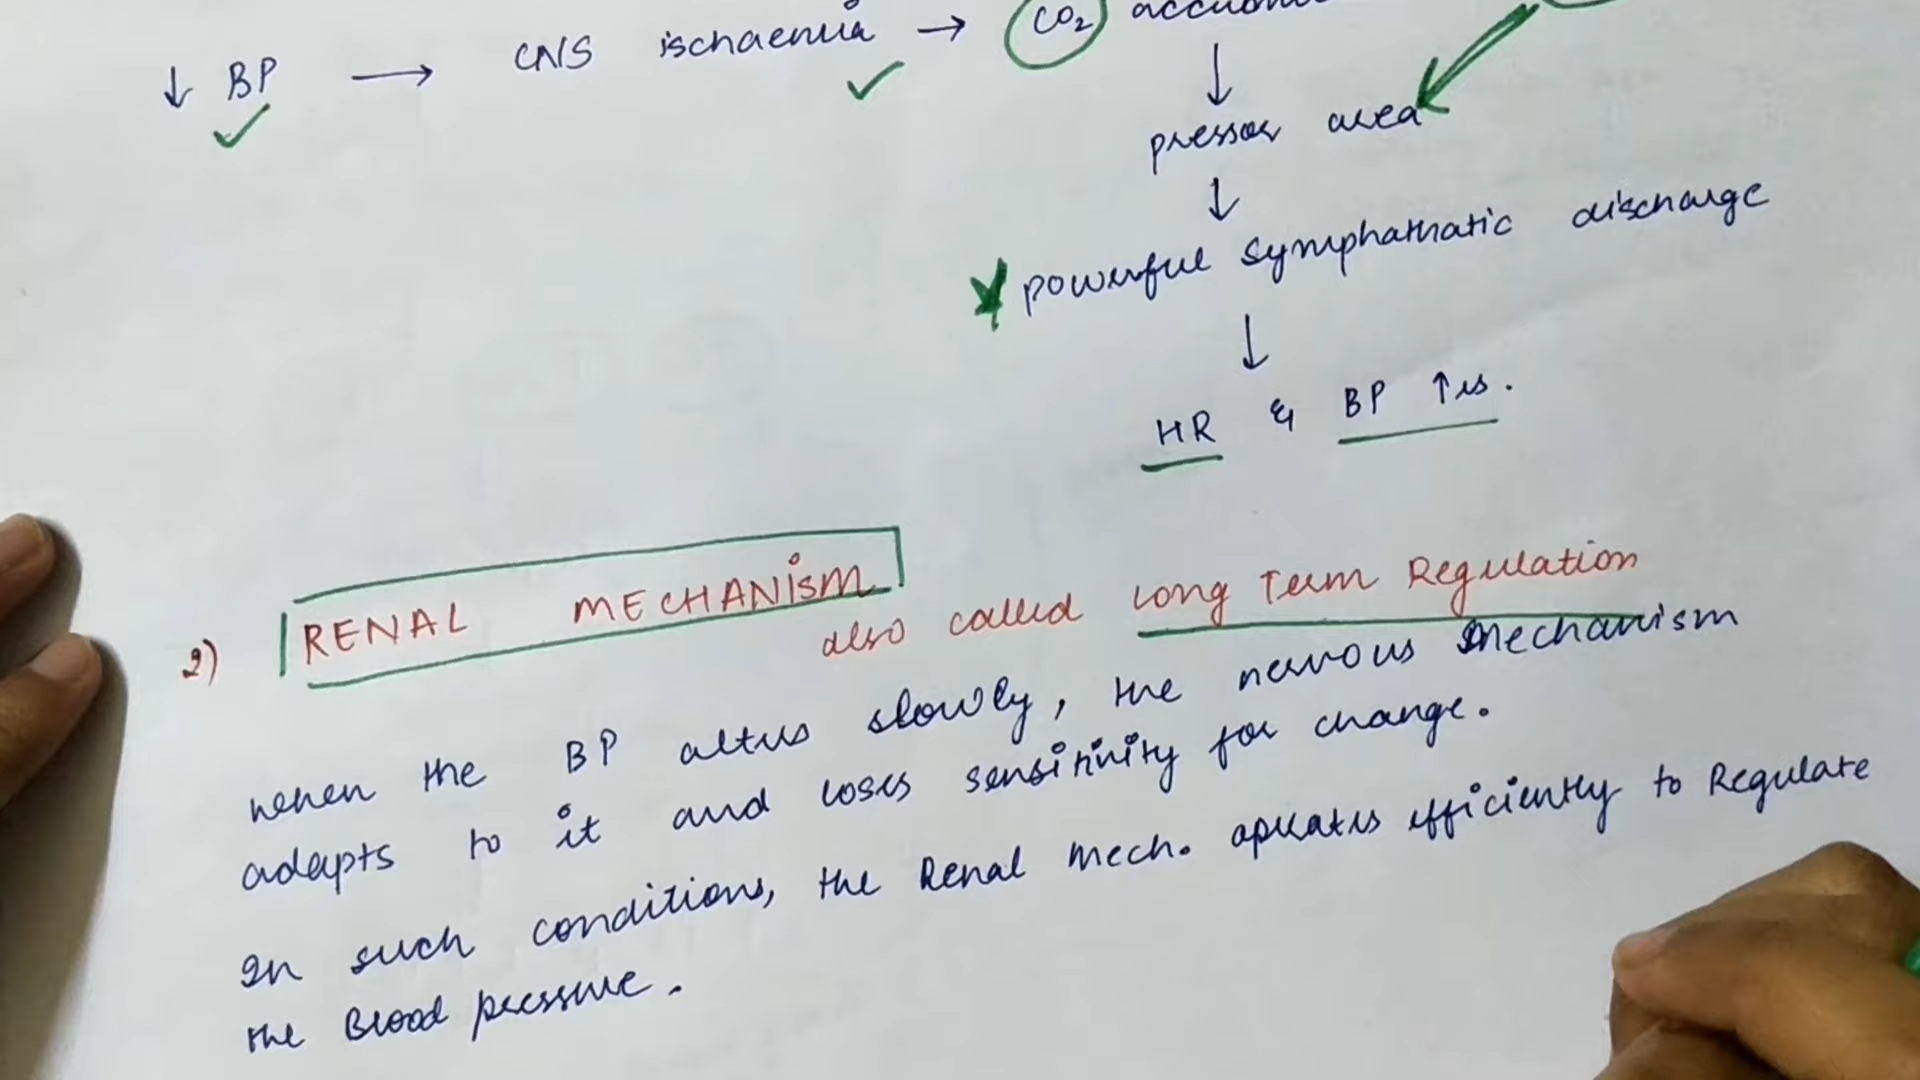 ↓ BP → CNS ischaemia → CO₂
↓
pressor area
↓
powerful symphathatic discharge
↓
HR & BP ↑es.
2) RENAL MECHANISM
also called Long Term Regulation
when the BP alters slowly, the nervous mechanism
adapts to it and loses sensitivity for change.
In such conditions, the Renal mech. operates efficiently to Regulate
the Blood pressure.